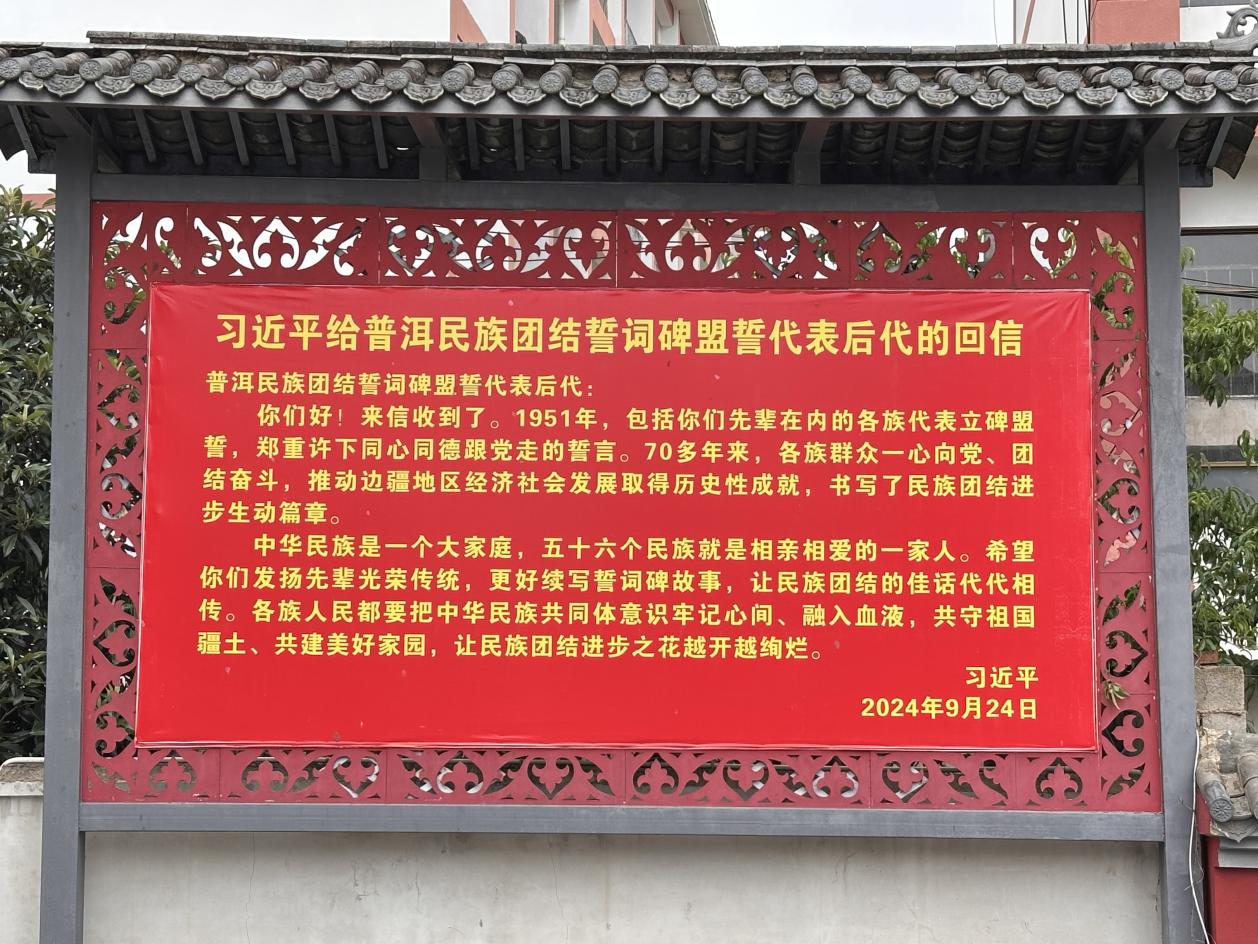 习近平给普洱民族团结誓词碑盟誓代表后代的回信
普洱民族团结誓词碑盟誓代表后代：
你们好！来信收到了。1951年，包括你们先辈在内的各族代表立碑盟
誓，郑重许下同心同德跟党走的誓言。70多年来，各族群众一心向党、团
结奋斗，推动边疆地区经济社会发展取得历史性成就，书写了民族团结进
步生动篇章。
中华民族是一个大家庭，五十六个民族就是相亲相爱的一家人。希望
你们发扬先辈光荣传统，更好续写誓词碑故事，让民族团结的佳话代代相
传。各族人民都要把中华民族共同体意识牢记心间、融入血液，共守祖国
疆土、共建美好家园，让民族团结进步之花越开越绚烂。
习近平
2024年9月24日